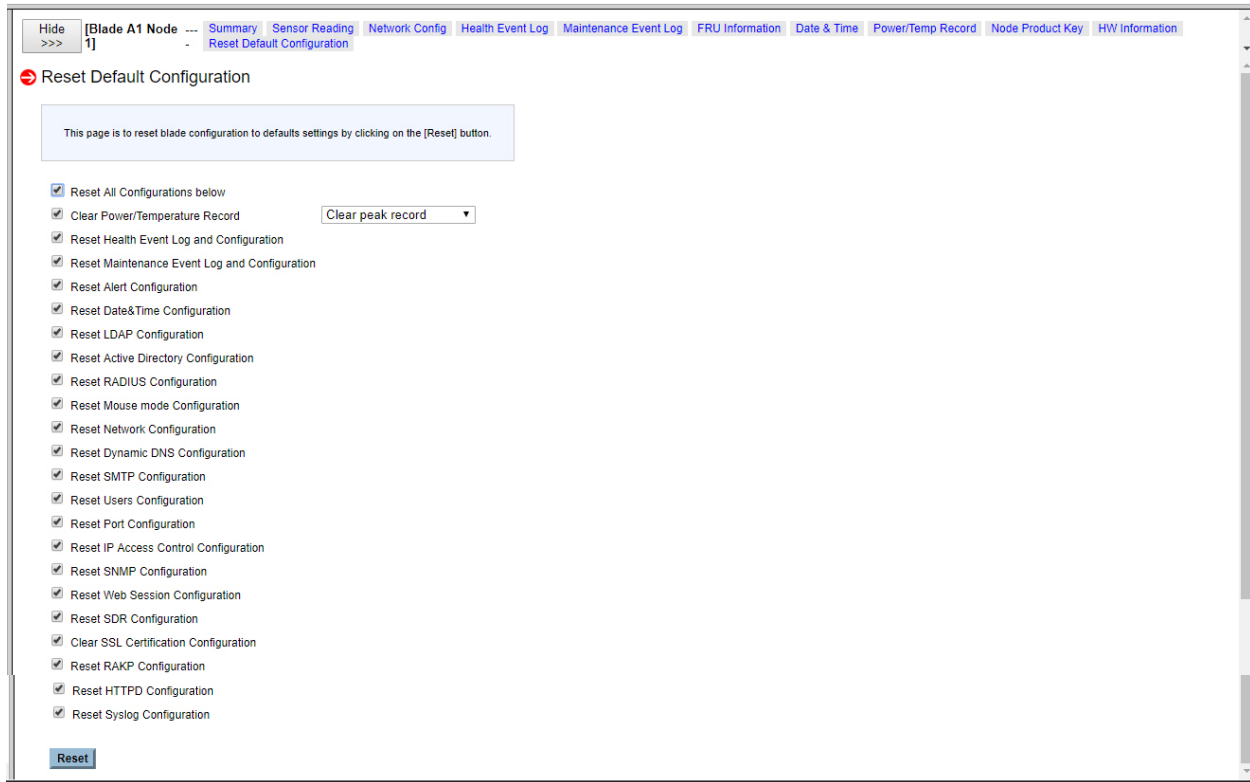 Hide >>> [Blade A1 Node 1] --- - Summary Sensor Reading Network Config Health Event Log Maintenance Event Log FRU Information Date & Time Power/Temp Record Node Product Key HW Information
Reset Default Configuration
Reset Default Configuration
This page is to reset blade configuration to defaults settings by clicking on the [Reset] button.
Reset All Configurations below
Clear Power/Temperature Record Clear peak record
Reset Health Event Log and Configuration
Reset Maintenance Event Log and Configuration
Reset Alert Configuration
Reset Date&Time Configuration
Reset LDAP Configuration
Reset Active Directory Configuration
Reset RADIUS Configuration
Reset Mouse mode Configuration
Reset Network Configuration
Reset Dynamic DNS Configuration
Reset SMTP Configuration
Reset Users Configuration
Reset Port Configuration
Reset IP Access Control Configuration
Reset SNMP Configuration
Reset Web Session Configuration
Reset SDR Configuration
Clear SSL Certification Configuration
Reset RAKP Configuration
Reset HTTPD Configuration
Reset Syslog Configuration
Reset